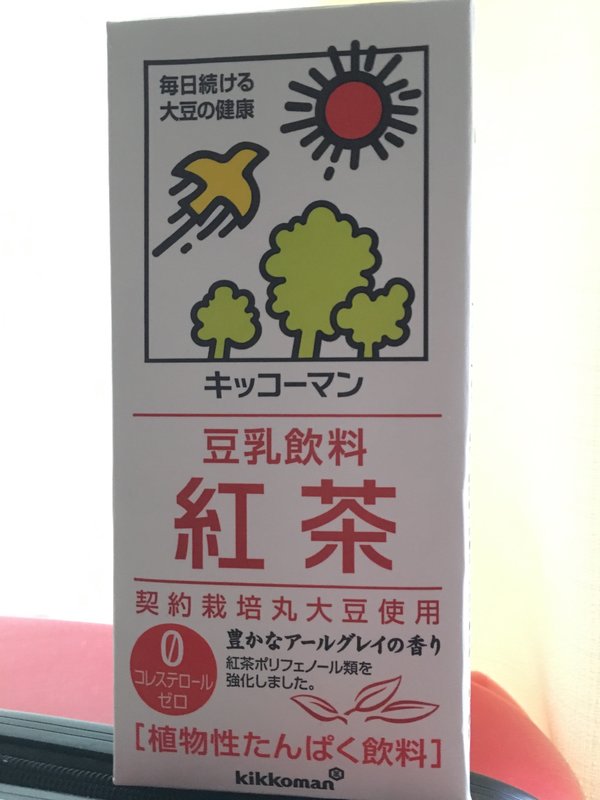 毎日続ける
大豆の健康
キッコーマン
豆乳飲料
紅茶
契約栽培丸大豆使用
0
コレステロール
ゼロ
豊かなアールグレイの香り
紅茶ポリフェノール類を
強化しました。
[植物性たんぱく飲料]
kikkoman